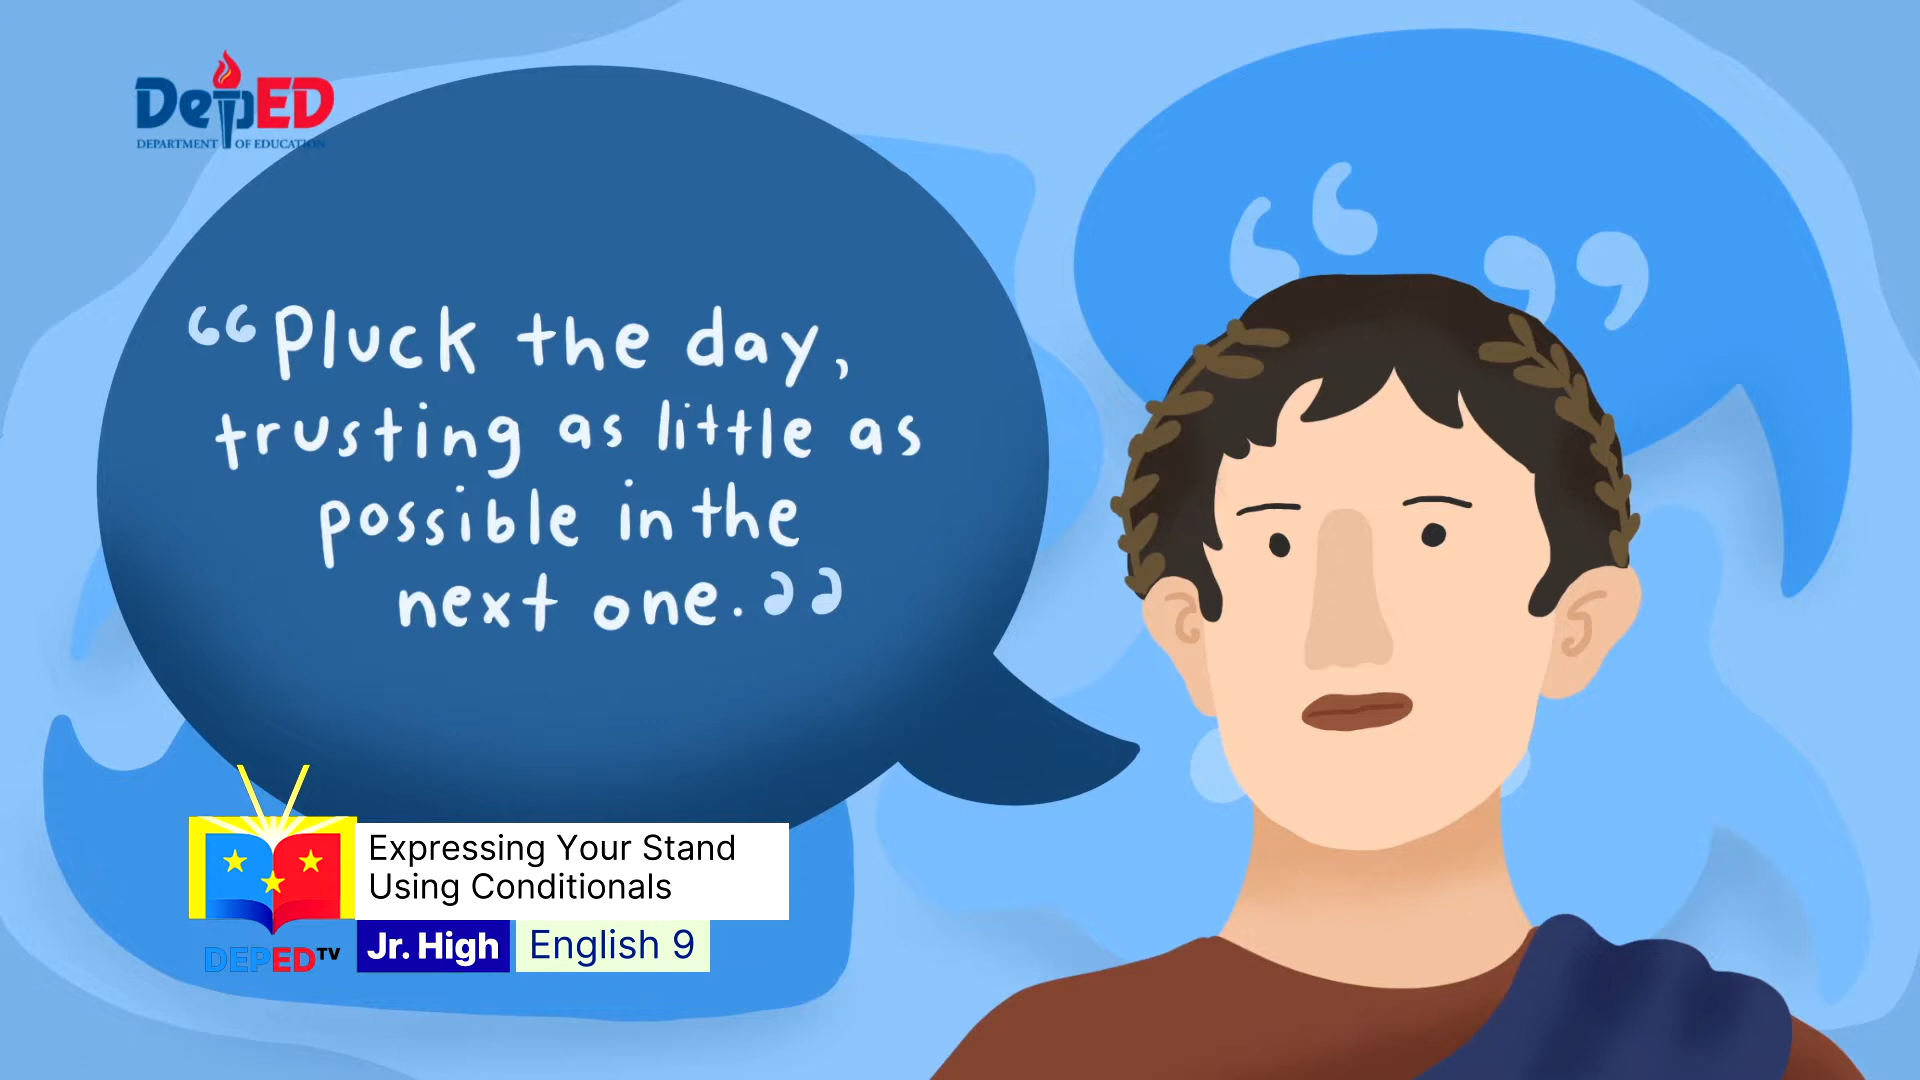 DepED
DEPARTMENT OF EDUCATION
“Pluck the day,
trusting as little as
possible in the
next one.”
Expressing Your Stand
Using Conditionals
DEPED TV
Jr. High
English 9